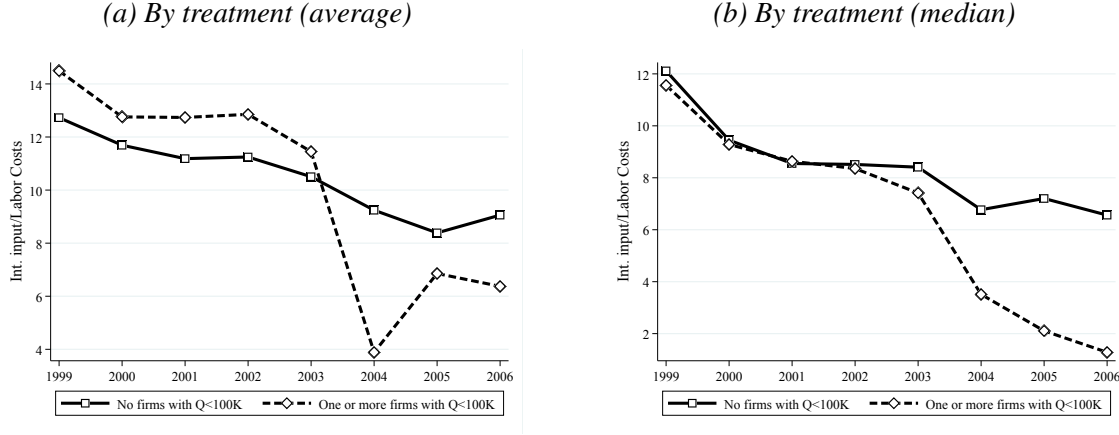 (a) By treatment (average)
Int. input/Labor Costs
14
12
10
8
6
4
1999 2000 2001 2002 2003 2004 2005 2006
No firms with Q<100K One or more firms with Q<100K
(b) By treatment (median)
Int. input/Labor Costs
12
10
8
6
4
2
1999 2000 2001 2002 2003 2004 2005 2006
No firms with Q<100K One or more firms with Q<100K